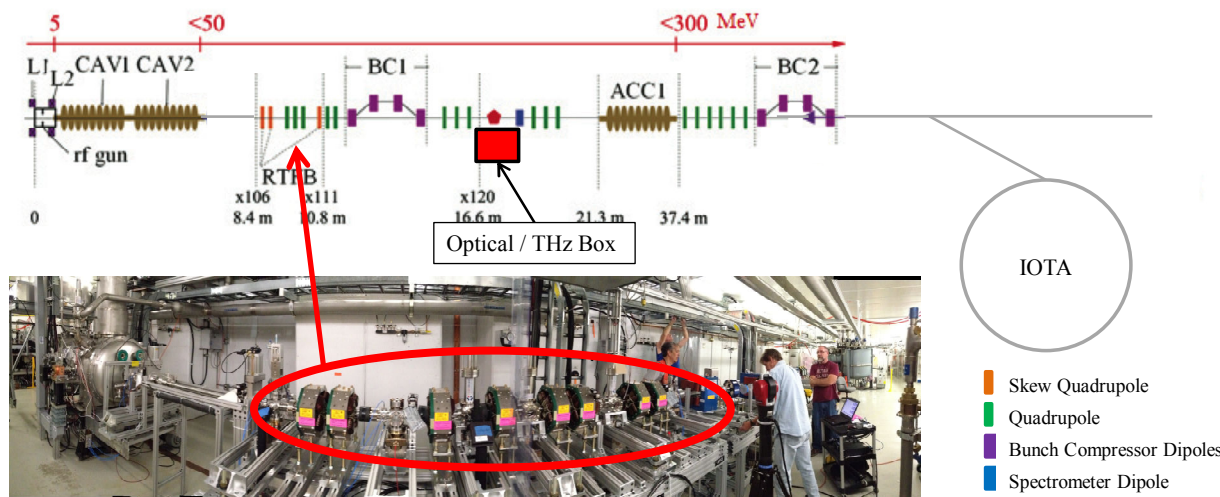 5 <50 <300 MeV
L1 L2 CAV1 CAV2 BC1 ACC1 BC2
rf gun
RTFB
x106 x111 x120
0 8.4 m 10.8 m 16.6 m 21.3 m 37.4 m
Optical / THz Box
IOTA
Skew Quadrupole
Quadrupole
Bunch Compressor Dipoles
Spectrometer Dipole